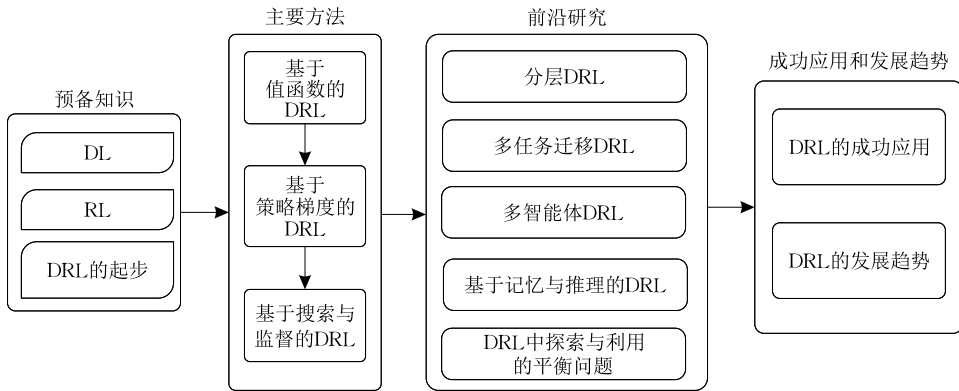 预备知识
DL
RL
DRL的起步
主要方法
基于
值函数的
DRL
基于
策略梯度的
DRL
基于搜索与
监督的DRL
前沿研究
分层DRL
多任务迁移DRL
多智能体DRL
基于记忆与推理的DRL
DRL中探索与利用
的平衡问题
成功应用和发展趋势
DRL的成功应用
DRL的发展趋势